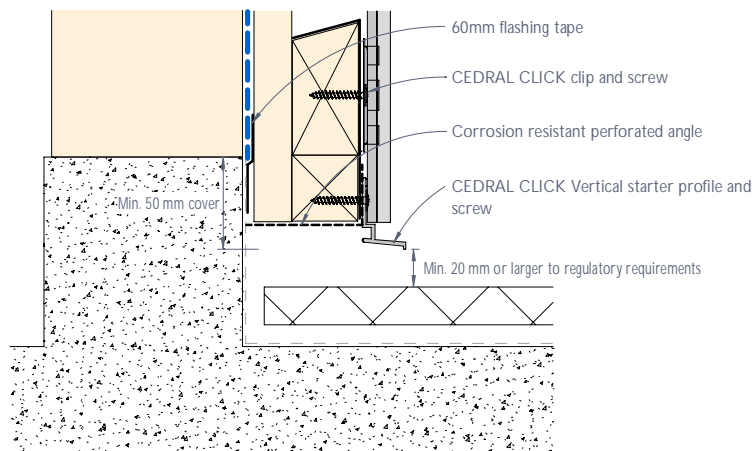 60mm flashing tape
CEDRAL CLICK clip and screw
Corrosion resistant perforated angle
CEDRAL CLICK Vertical starter profile and
screw
Min. 50 mm cover
Min. 20 mm or larger to regulatory requirements